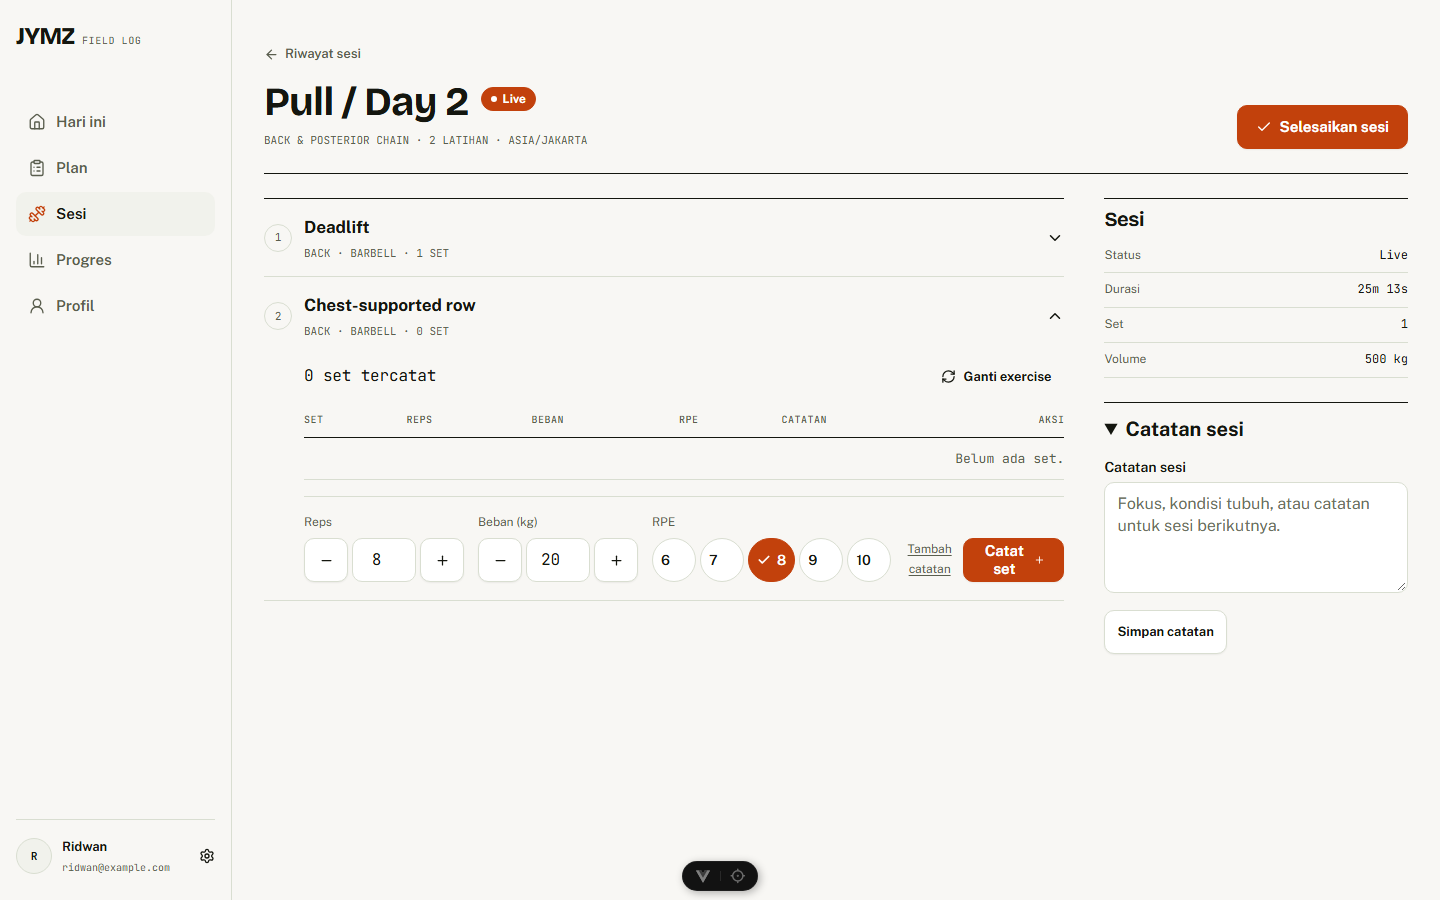 JYMZ FIELD LOG
Hari ini
Plan
Sesi
Progres
Profil
R
Ridwan
ridwan@example.com
← Riwayat sesi
Pull / Day 2
Live
BACK & POSTERIOR CHAIN · 2 LATIHAN · ASIA/JAKARTA
Selesaikan sesi
1
Deadlift
BACK · BARBELL · 1 SET
2
Chest-supported row
BACK · BARBELL · 0 SET
0 set tercatat
Ganti exercise
SET REPS BEBAN RPE CATATAN AKSI
Belum ada set.
Reps Beban (kg) RPE
− 8 + − 20 + 6 7 8 9 10
Tambah
catatan
Catat
set +
Sesi
Status Live
Durasi 25m 13s
Set 1
Volume 500 kg
Catatan sesi
Catatan sesi
Fokus, kondisi tubuh, atau catatan
untuk sesi berikutnya.
Simpan catatan